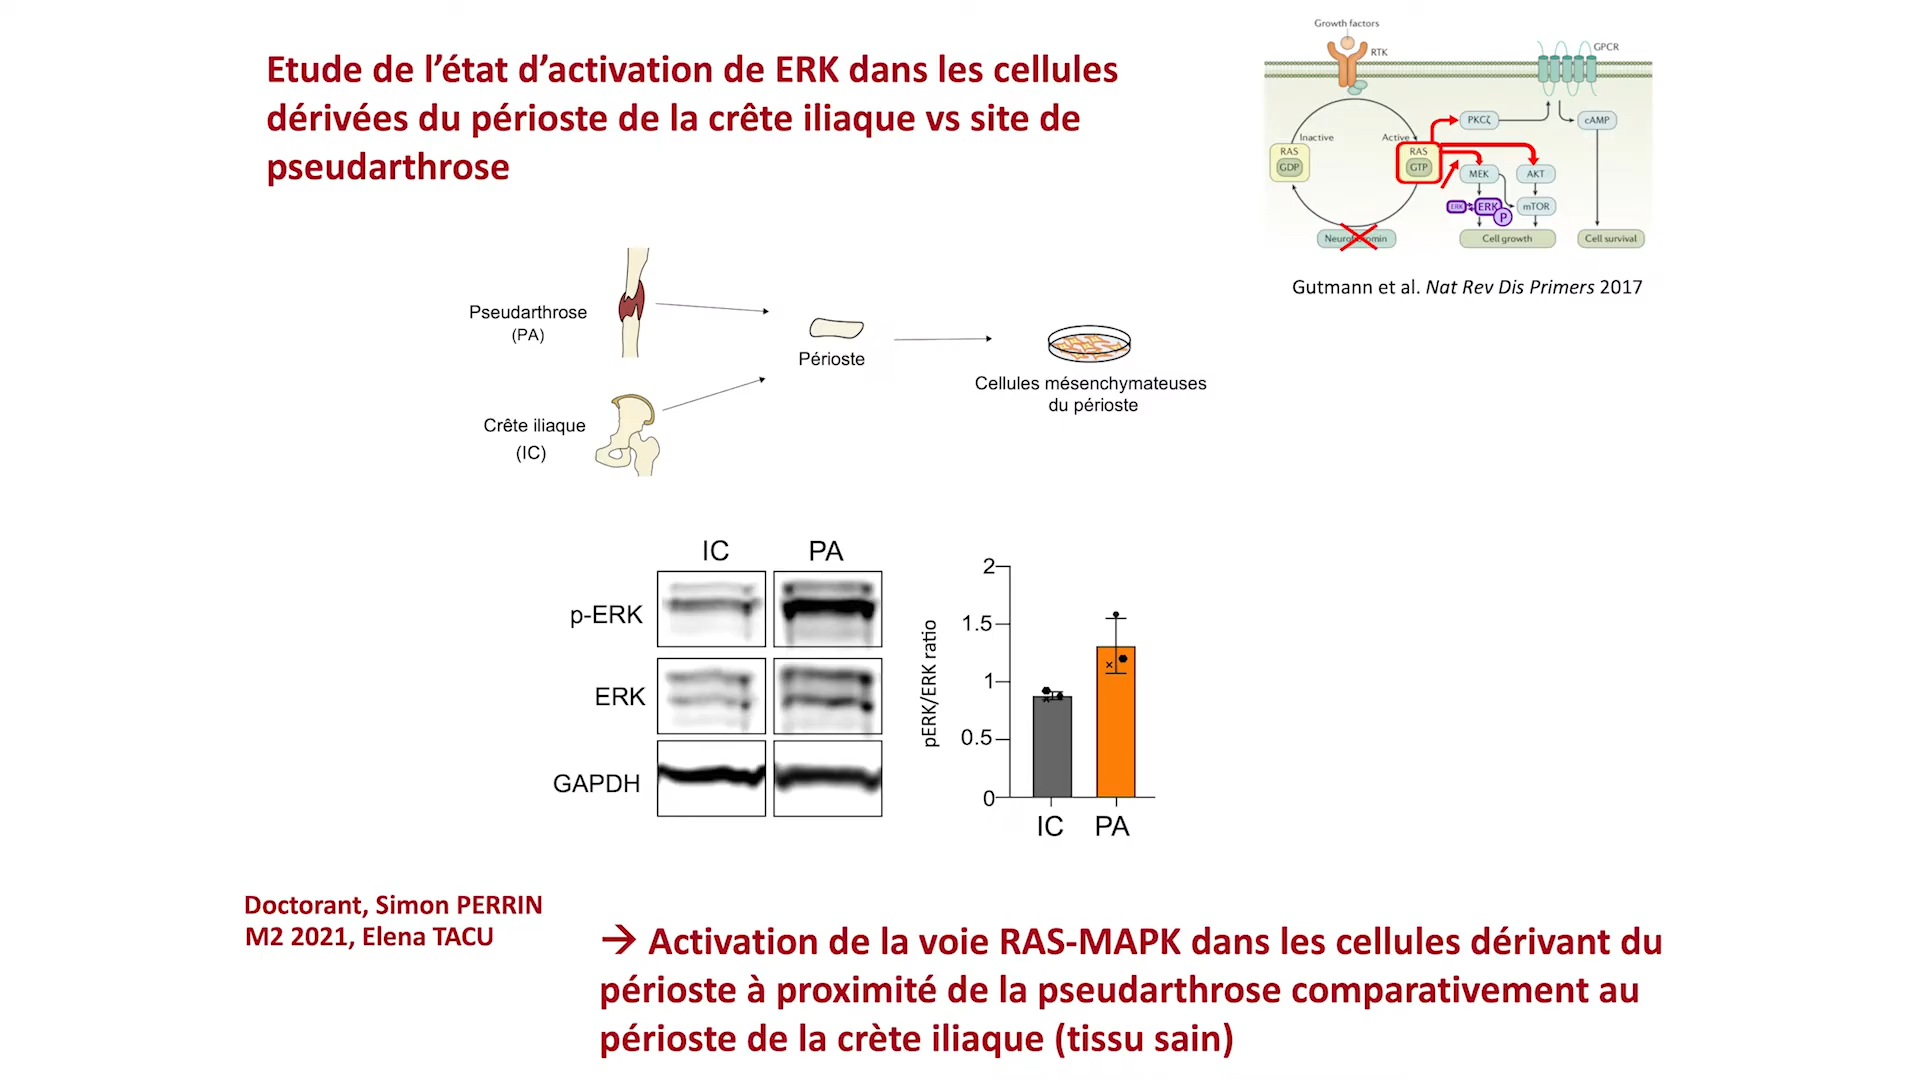 Etude de l’état d’activation de ERK dans les cellules
dérivées du périoste de la crête iliaque vs site de
pseudarthrose
Growth factors
RTK
GPCR
PKCζ
cAMP
Inactive
Active
RAS
GDP
RAS
GTP
MEK
AKT
ERK
ERK
P
mTOR
Cell growth
Cell survival
Gutmann et al. Nat Rev Dis Primers 2017
Pseudarthrose
(PA)
Périoste
Crête iliaque
(IC)
Cellules mésenchymateuses
du périoste
IC
PA
p-ERK
ERK
GAPDH
pERK/ERK ratio
2
1.5
1
0.5
0
IC
PA
Doctorant, Simon PERRIN
M2 2021, Elena TACU
→ Activation de la voie RAS-MAPK dans les cellules dérivant du
périoste à proximité de la pseudarthrose comparativement au
périoste de la crète iliaque (tissu sain)